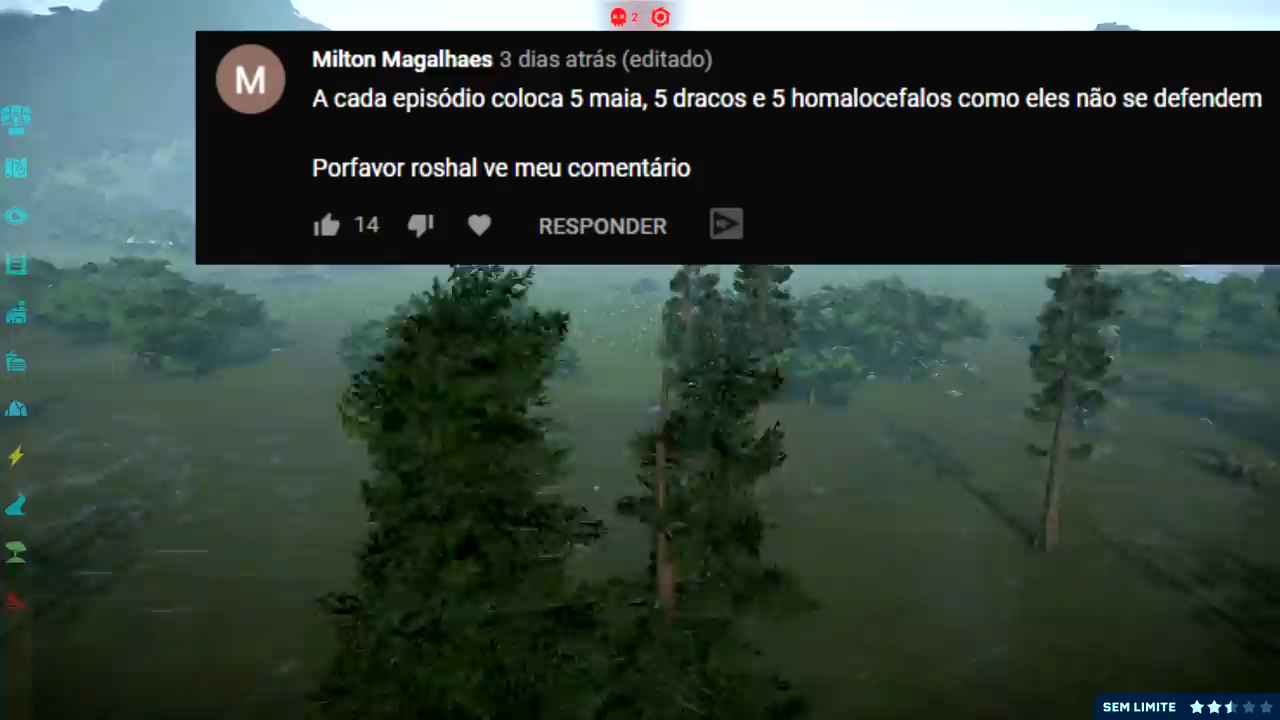 2
M
Milton Magalhaes 3 dias atrás (editado)
A cada episódio coloca 5 maia, 5 dracos e 5 homalocefalos como eles não se defendem
Porfavor roshal ve meu comentário
14 RESPONDER
SEM LIMITE